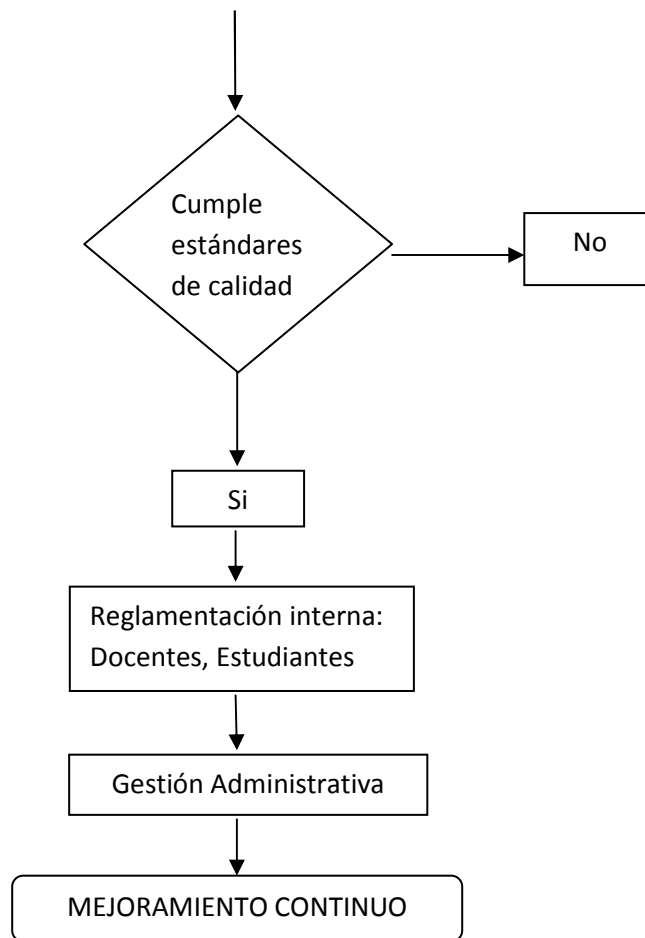 Cumple
estándares
de calidad
No
Si
Reglamentación interna:
Docentes, Estudiantes
Gestión Administrativa
MEJORAMIENTO CONTINUO